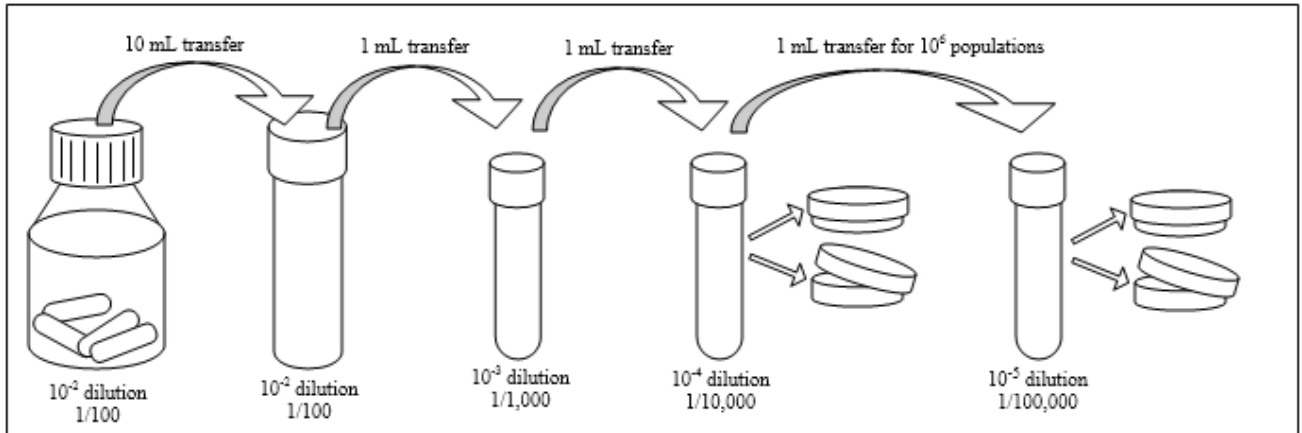 10 mL transfer
1 mL transfer
1 mL transfer
1 mL transfer for 10⁶ populations
10⁻² dilution
1/100
10⁻² dilution
1/100
10⁻³ dilution
1/1,000
10⁻⁴ dilution
1/10,000
10⁻⁵ dilution
1/100,000